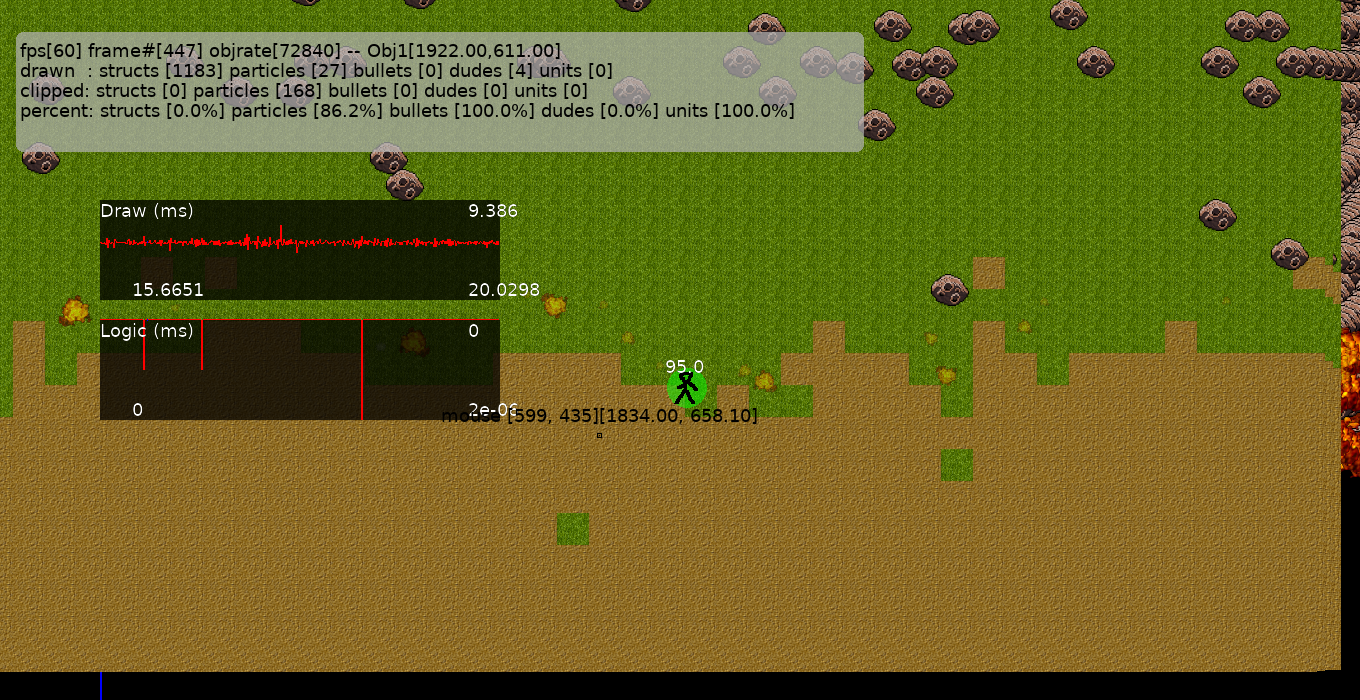 fps[60] frame#[447] objrate[72840] -- Obj1[1922.00,611.00]
drawn  : structs [1183] particles [27] bullets [0] dudes [4] units [0]
clipped: structs [0] particles [168] bullets [0] dudes [0] units [0]
percent: structs [0.0%] particles [86.2%] bullets [100.0%] dudes [0.0%] units [100.0%]
Draw (ms) 9.386
15.6651 20.0298
Logic (ms) 0
95.0
0 2e-06
mouse [599, 435][1834.00, 658.10]